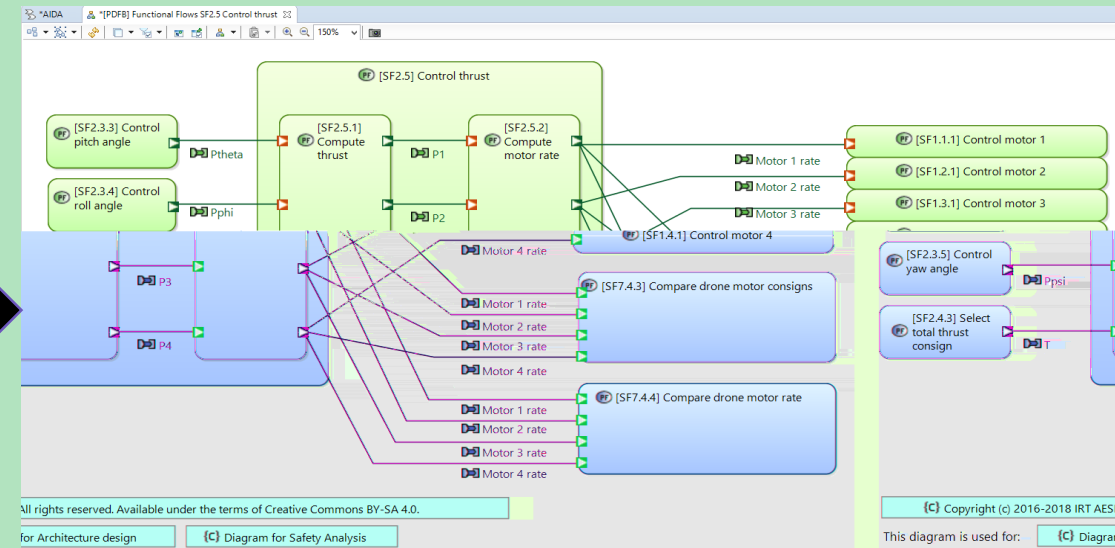 *AIDA
*[PDFB] Functional Flows SF2.5 Control thrust
150%
[SF2.5] Control thrust
[SF2.3.3] Control
pitch angle
Ptheta
[SF2.5.1]
Compute
thrust
P1
[SF2.5.2]
Compute
motor rate
[SF1.1.1] Control motor 1
Motor 1 rate
[SF1.2.1] Control motor 2
Motor 2 rate
[SF2.3.4] Control
roll angle
Pphi
P2
[SF1.3.1] Control motor 3
Motor 3 rate
[SF1.4.1] Control motor 4
Motor 4 rate
P3
P4
[SF7.4.3] Compare drone motor consigns
Motor 1 rate
Motor 2 rate
Motor 3 rate
Motor 4 rate
[SF7.4.4] Compare drone motor rate
Motor 1 rate
Motor 2 rate
Motor 3 rate
Motor 4 rate
[SF2.3.5] Control
yaw angle
Ppsi
[SF2.4.3] Select
total thrust
consign
T
All rights reserved. Available under the terms of Creative Commons BY-SA 4.0.
{C} Copyright (c) 2016-2018 IRT AES
for Architecture design
{C} Diagram for Safety Analysis
This diagram is used for:
{C} Diagra